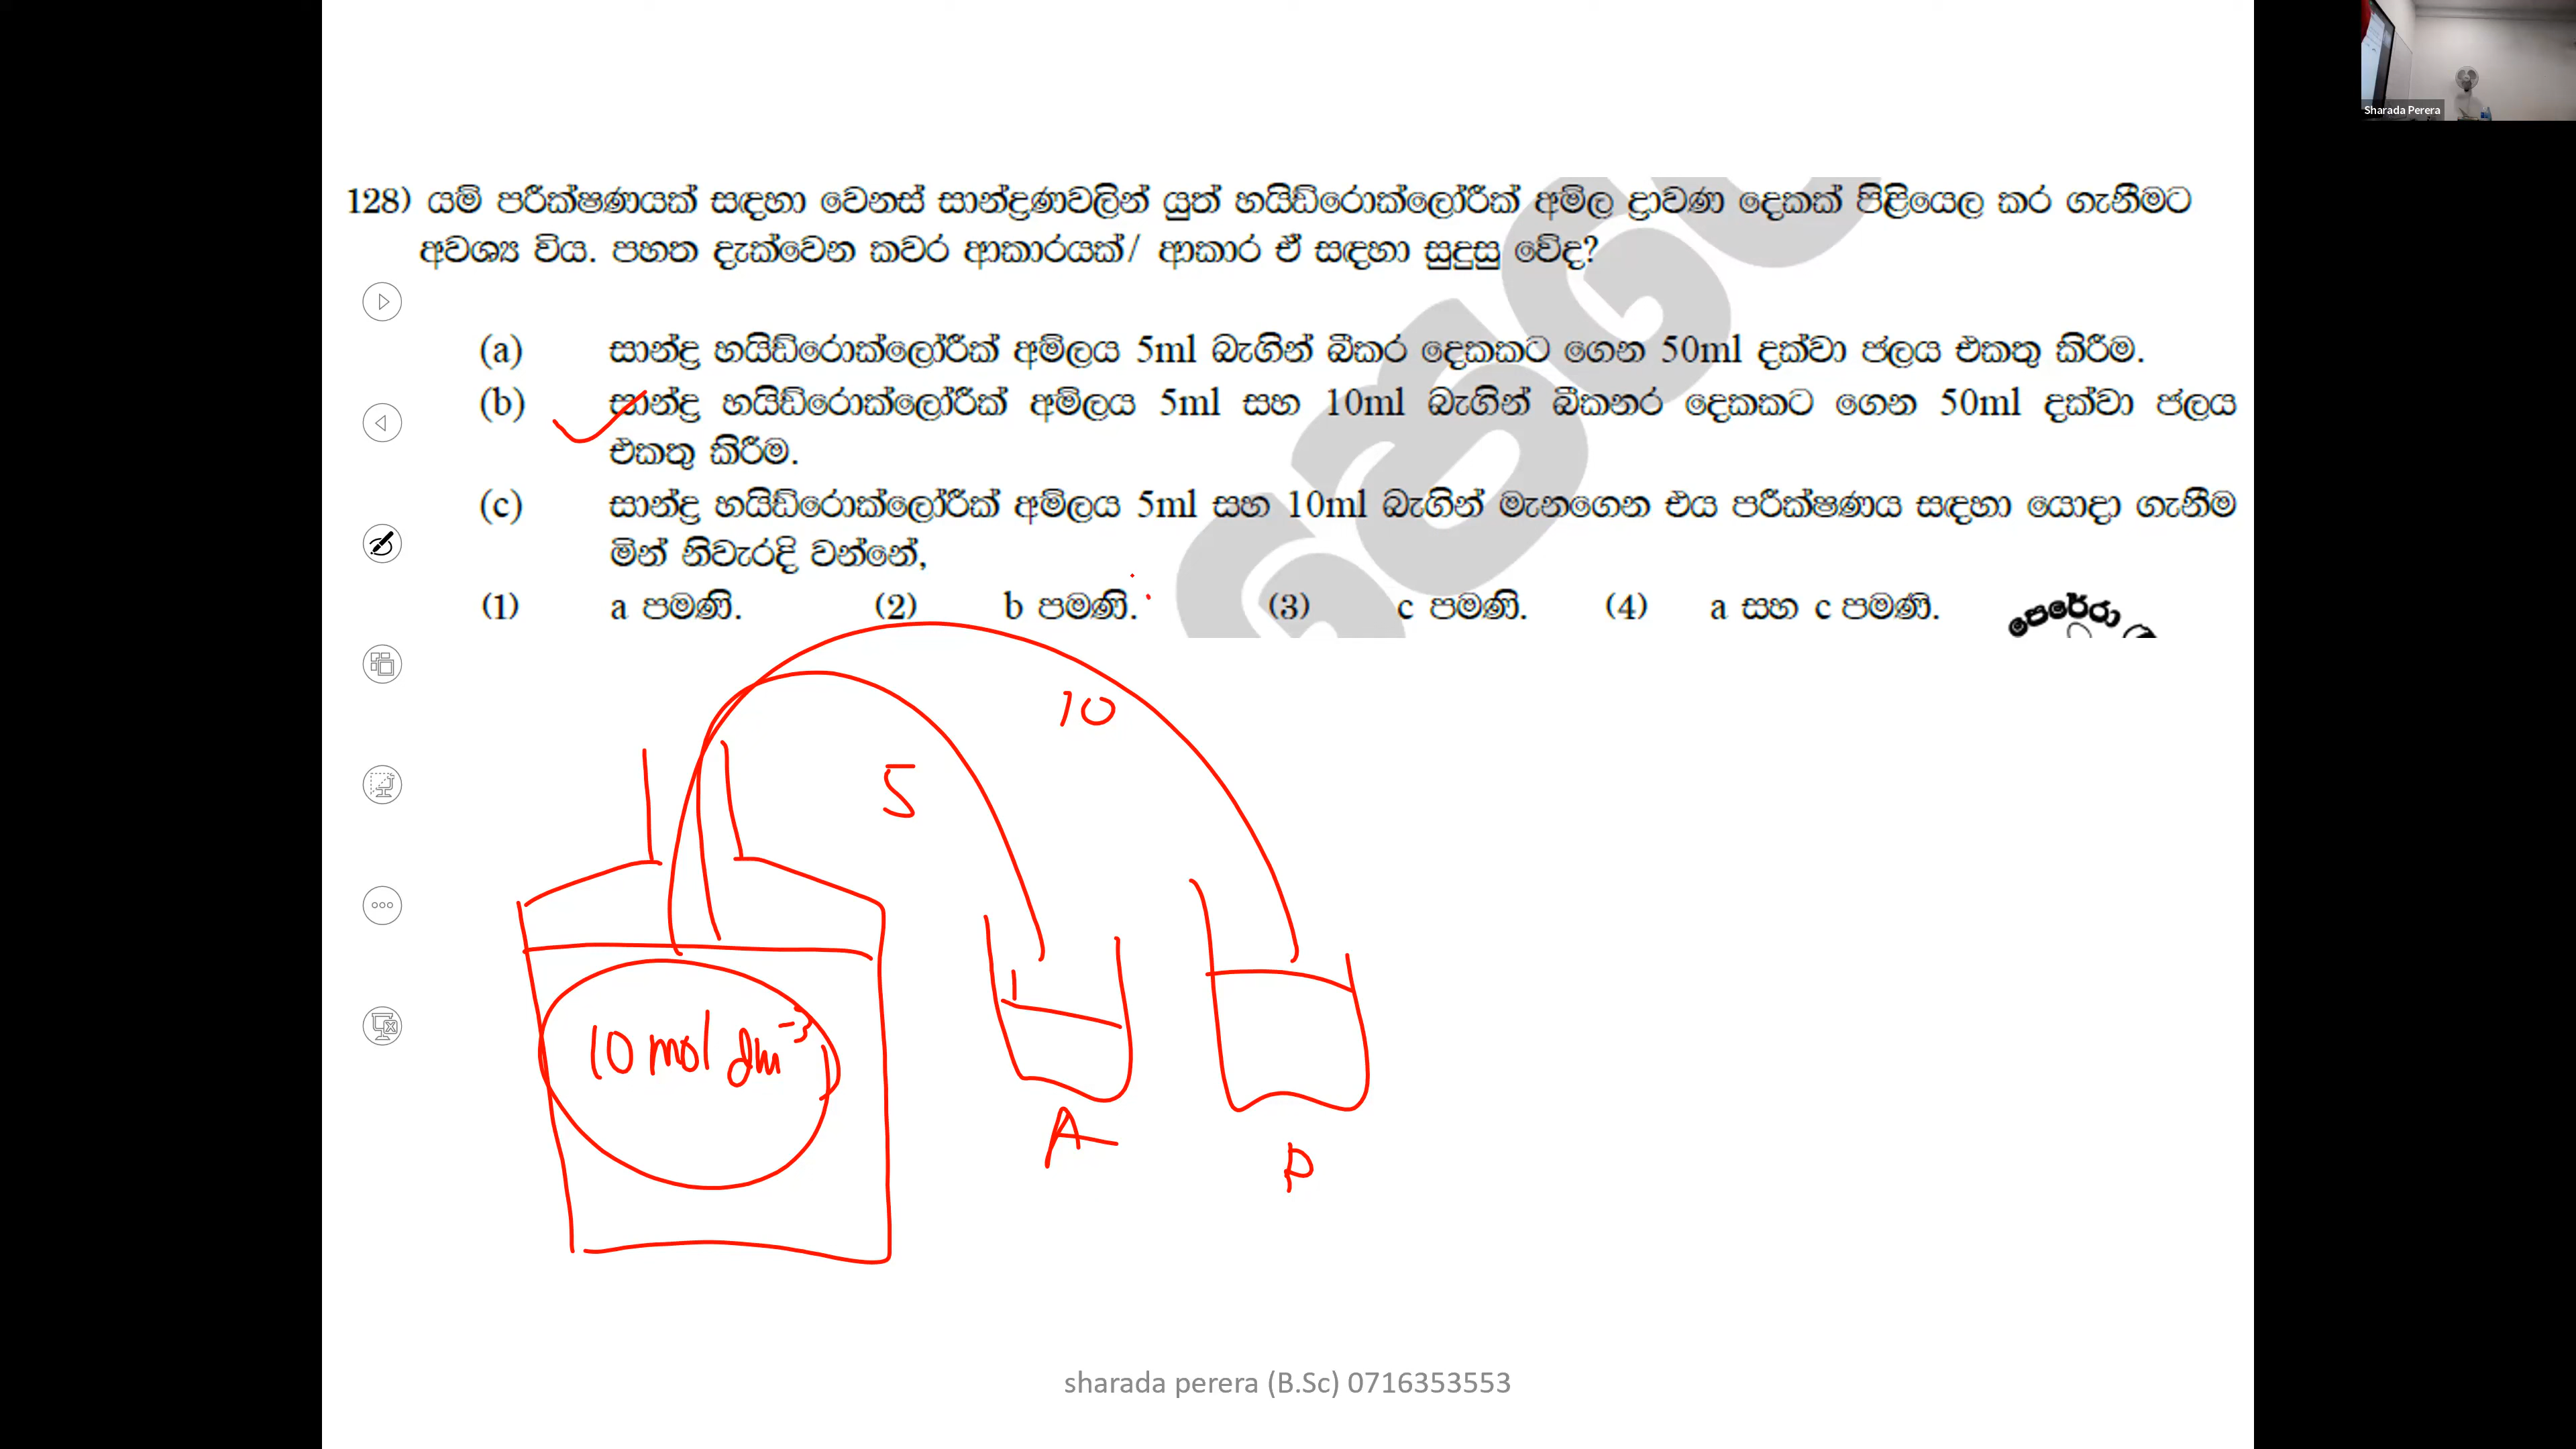 Sharada Perera
128) යම් පරීක්ෂණයක් සඳහා වෙනස් සාන්ද්‍රණවලින් යුත් හයිඩ්රොක්ලෝරීක් අම්ල ද්‍රාවණ දෙකක් පිළියෙල කර ගැනීමට
අවශ්‍ය විය. පහත දැක්වෙන කවර ආකාරයක්/ ආකාර ඒ සඳහා සුදුසු වේද?
(a) සාන්ද්‍ර හයිඩ්රොක්ලෝරීක් අම්ලය 5ml බැගින් බීකර දෙකකට ගෙන 50ml දක්වා ජලය එකතු කිරීම.
(b) සාන්ද්‍ර හයිඩ්රොක්ලෝරීක් අම්ලය 5ml සහ 10ml බැගින් බීකනර දෙකකට ගෙන 50ml දක්වා ජලය
එකතු කිරීම.
(c) සාන්ද්‍ර හයිඩ්රොක්ලෝරීක් අම්ලය 5ml සහ 10ml බැගින් මැනගෙන එය පරීක්ෂණය සඳහා යොදා ගැනීම
මින් නිවැරදි වන්නේ,
(1) a පමණි. (2) b පමණි. (3) c පමණි. (4) a සහ c පමණි.
පෙරේරා
10
5
10 mol dm⁻³
A
sharada perera (B.Sc) 0716353553